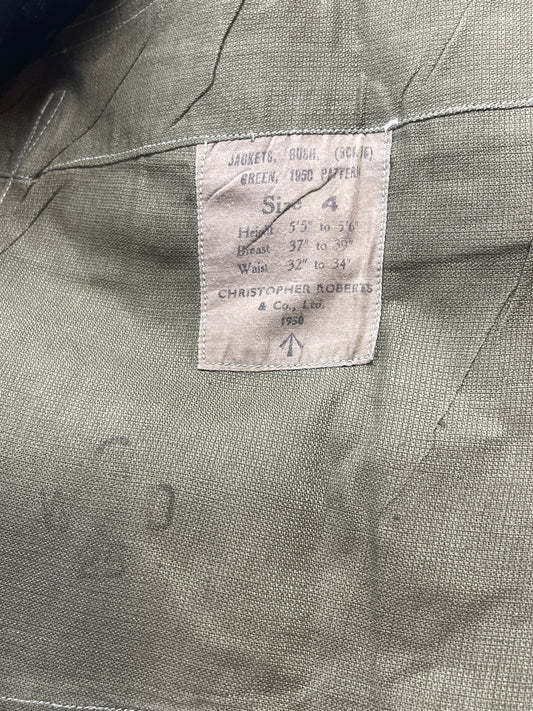 JACKETS, BUSH,
GREEN, 1950 PATTERN
Size 4
Height 5'5" to 5'6"
Breast 37" to 39"
Waist 32" to 34"
CHRISTOPHER ROBERTS
& Co., Ltd.
1950